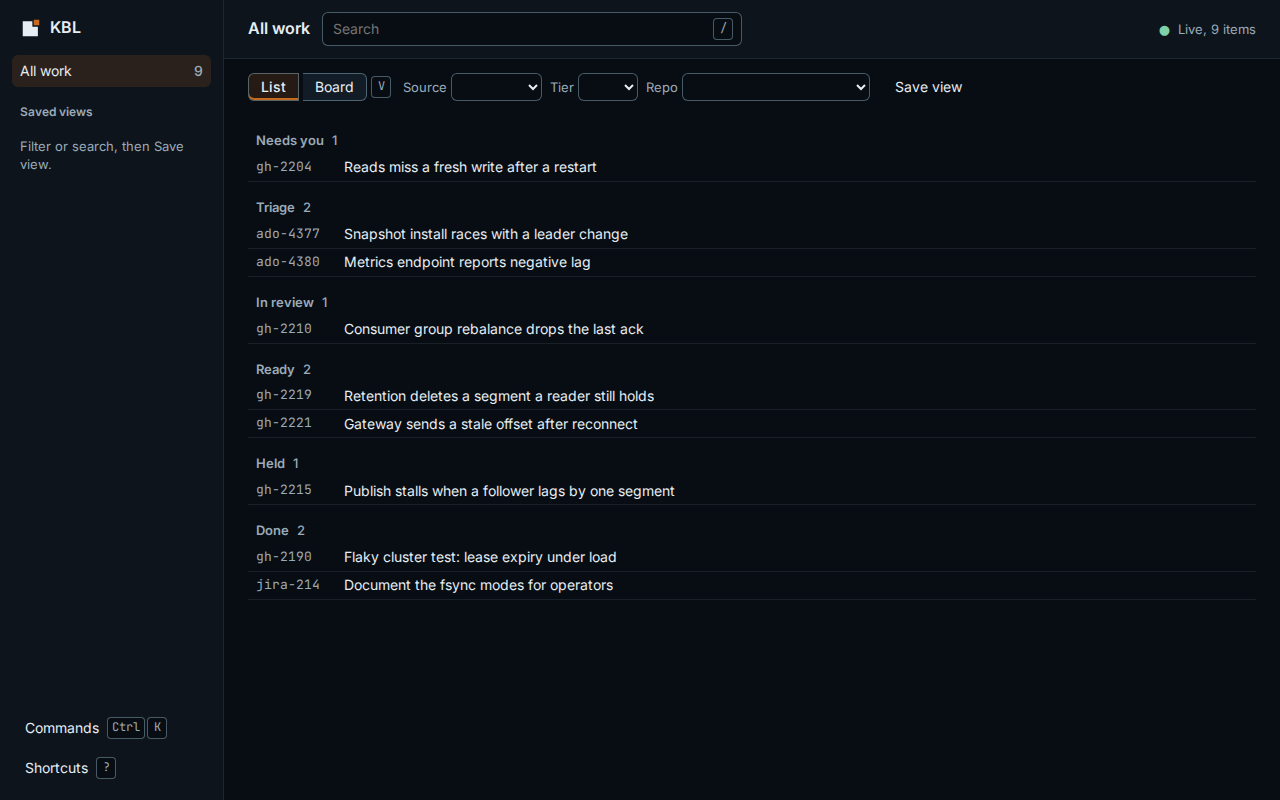 KBL
All work 9
Saved views
Filter or search, then Save
view.
Commands Ctrl K
Shortcuts ?
All work Search / Live, 9 items
List Board V Source Tier Repo Save view
Needs you 1
gh-2204 Reads miss a fresh write after a restart
Triage 2
ado-4377 Snapshot install races with a leader change
ado-4380 Metrics endpoint reports negative lag
In review 1
gh-2210 Consumer group rebalance drops the last ack
Ready 2
gh-2219 Retention deletes a segment a reader still holds
gh-2221 Gateway sends a stale offset after reconnect
Held 1
gh-2215 Publish stalls when a follower lags by one segment
Done 2
gh-2190 Flaky cluster test: lease expiry under load
jira-214 Document the fsync modes for operators